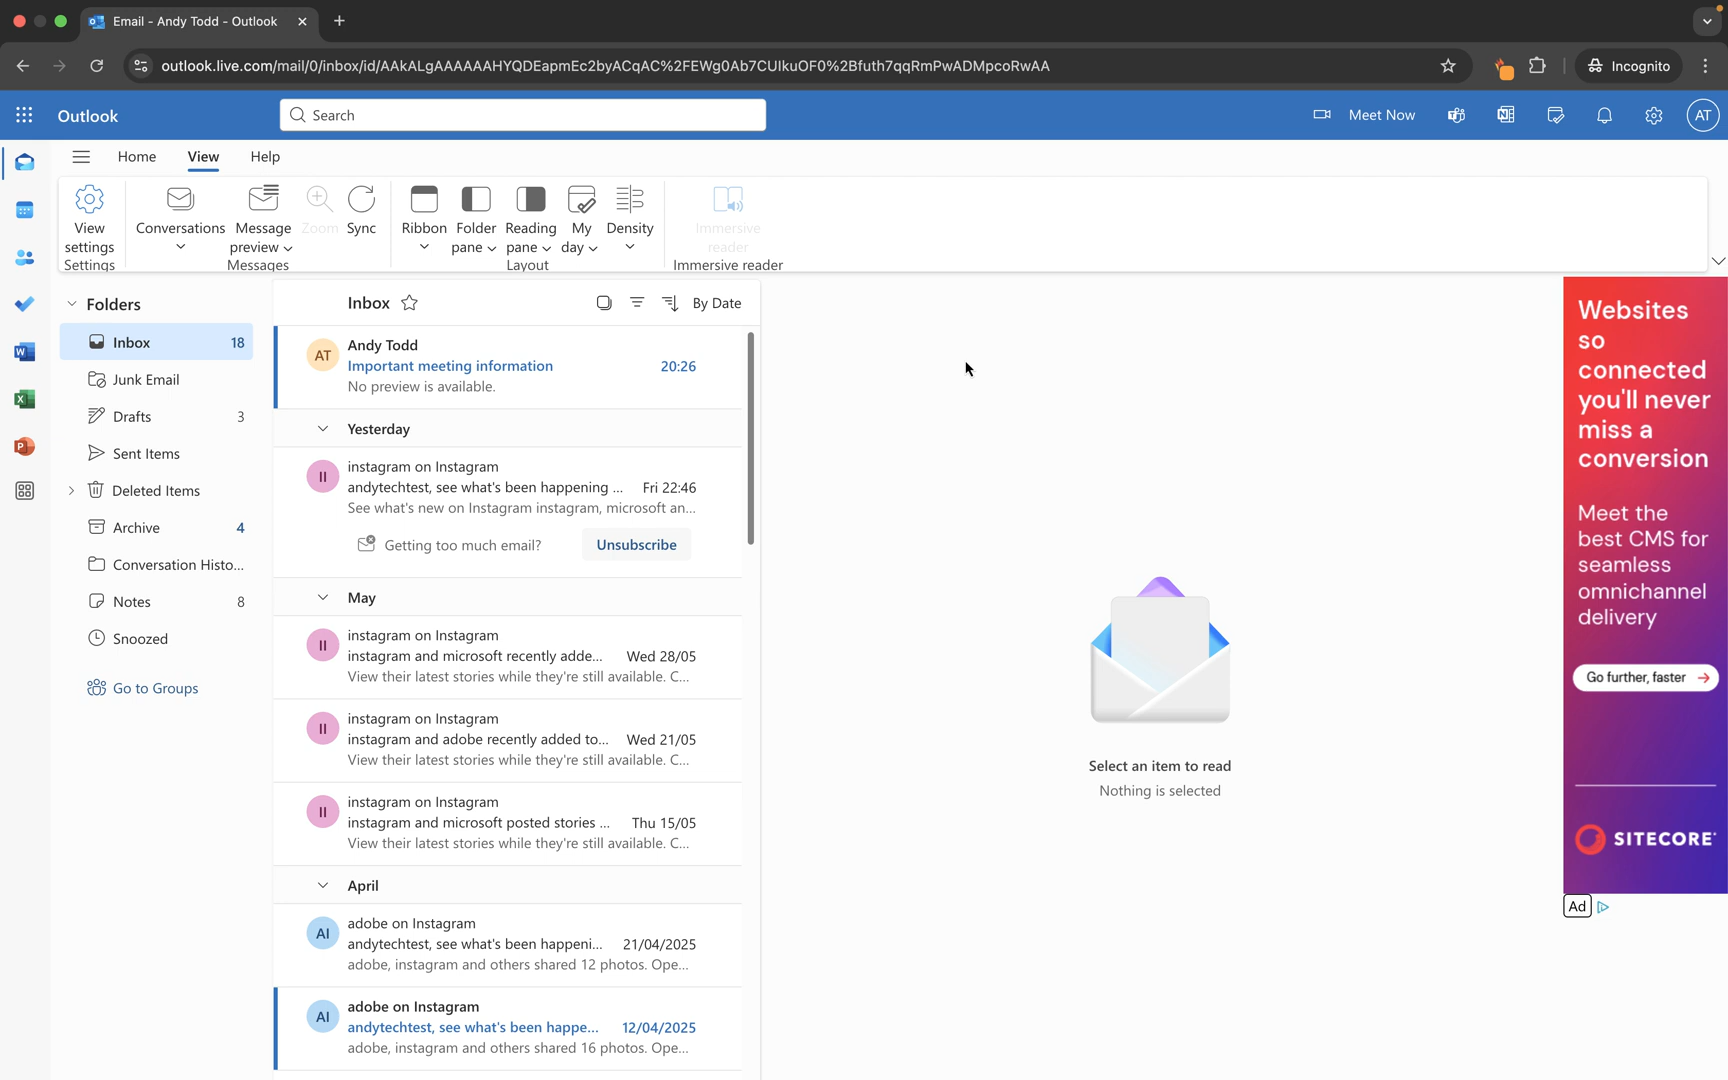 Email - Andy Todd - Outlook
outlook.live.com/mail/0/inbox/id/AAkALgAAAAAAHYQDEapmEc2byACqAC%2FEWg0Ab7CUIkuOF0%2Bfuth7qqRmPwADMpcoRwAA
Incognito
Outlook
Search
Meet Now
AT
Home
View
Help
View
settings
Settings
Conversations
Message
preview
Zoom
Sync
Messages
Ribbon
Folder
pane
Reading
pane
My
day
Density
Layout
Immersive
reader
Immersive reader
Folders
Inbox 18
Junk Email
Drafts 3
Sent Items
Deleted Items
Archive 4
Conversation Histo...
Notes 8
Snoozed
Go to Groups
Inbox
By Date
AT
Andy Todd
Important meeting information 20:26
No preview is available.
Yesterday
II
instagram on Instagram
andytechtest, see what's been happening ... Fri 22:46
See what's new on Instagram instagram, microsoft an...
Getting too much email? Unsubscribe
May
II
instagram on Instagram
instagram and microsoft recently adde... Wed 28/05
View their latest stories while they're still available. C...
II
instagram on Instagram
instagram and adobe recently added to... Wed 21/05
View their latest stories while they're still available. C...
II
instagram on Instagram
instagram and microsoft posted stories ... Thu 15/05
View their latest stories while they're still available. C...
April
AI
adobe on Instagram
andytechtest, see what's been happeni... 21/04/2025
adobe, instagram and others shared 12 photos. Ope...
AI
adobe on Instagram
andytechtest, see what's been happe... 12/04/2025
adobe, instagram and others shared 16 photos. Ope...
Select an item to read
Nothing is selected
Websites
so
connected
you'll never
miss a
conversion
Meet the
best CMS for
seamless
omnichannel
delivery
Go further, faster
SITECORE
Ad